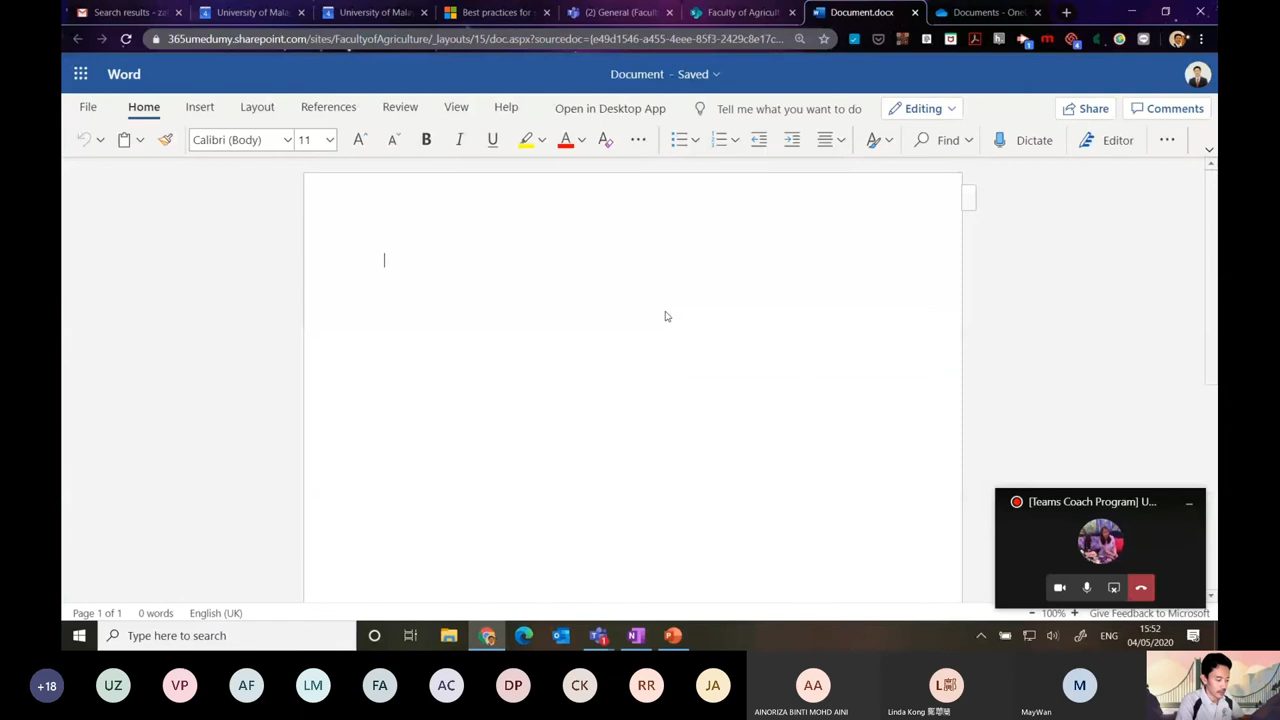 Search results – za
University of Mala
University of Mala
Best practices for
(2) General (Facul
Faculty of Agricult
Document.docx
Documents - One
365umedumy.sharepoint.com/sites/FacultyofAgriculture/_layouts/15/doc.aspx?sourcedoc={e49d1546-a455-4eee-85f3-2429c8e17c...
1
4
Word
Document - Saved
File
Home
Insert
Layout
References
Review
View
Help
Open in Desktop App
Tell me what you want to do
Editing
Share
Comments
Calibri (Body)
11
Find
Dictate
Editor
[Teams Coach Program] U...
Page 1 of 1
0 words
English (UK)
100%
Give Feedback to Microsoft
Type here to search
1
ENG
15:52
04/05/2020
+18
UZ
VP
AF
LM
FA
AC
DP
CK
RR
JA
AA
AINORIZA BINTI MOHD AINI
Linda Kong
M
MayWan